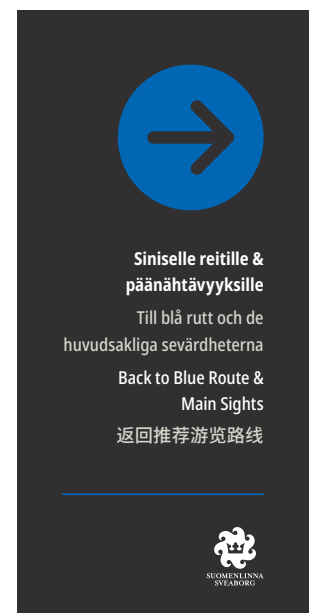 Siniselle reitille &
päänähtävyyksille
Till blå rutt och de
huvudsakliga sevärdheterna
Back to Blue Route &
Main Sights
返回推荐游览路线
SUOMENLINNA
SVEABORG